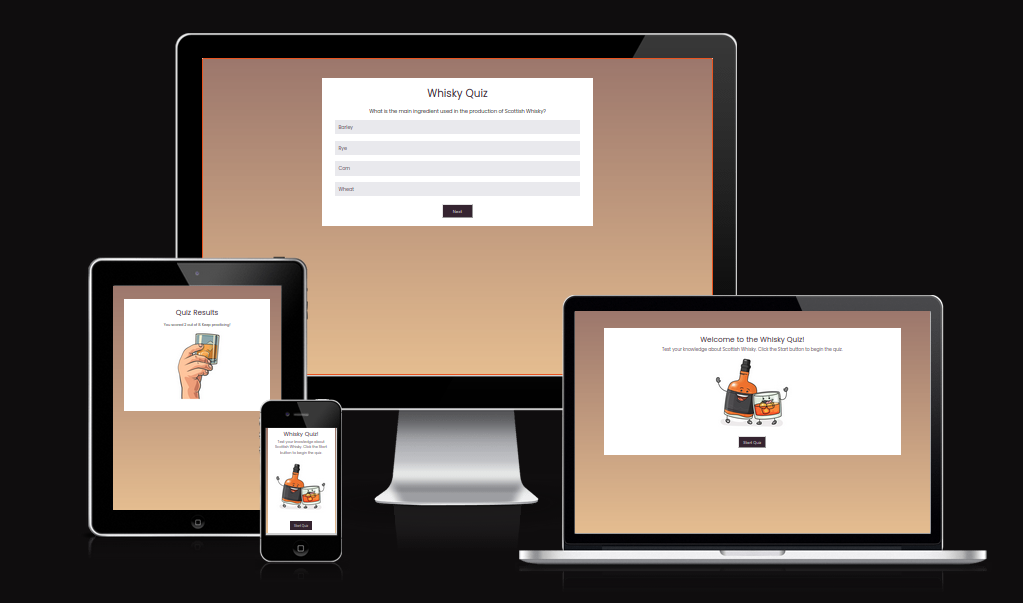 Whisky Quiz
What is the main ingredient used in the production of Scottish Whisky?
Barley
Rye
Corn
Wheat
Next
Quiz Results
You scored 2 out of 8. Keep practicing!
Whisky Quiz!
Test your knowledge about
Scottish Whisky. Click the Start
button to begin the quiz
Start Quiz
Welcome to the Whisky Quiz!
Test your knowledge about Scottish Whisky. Click the Start button to begin the quiz
Start Quiz